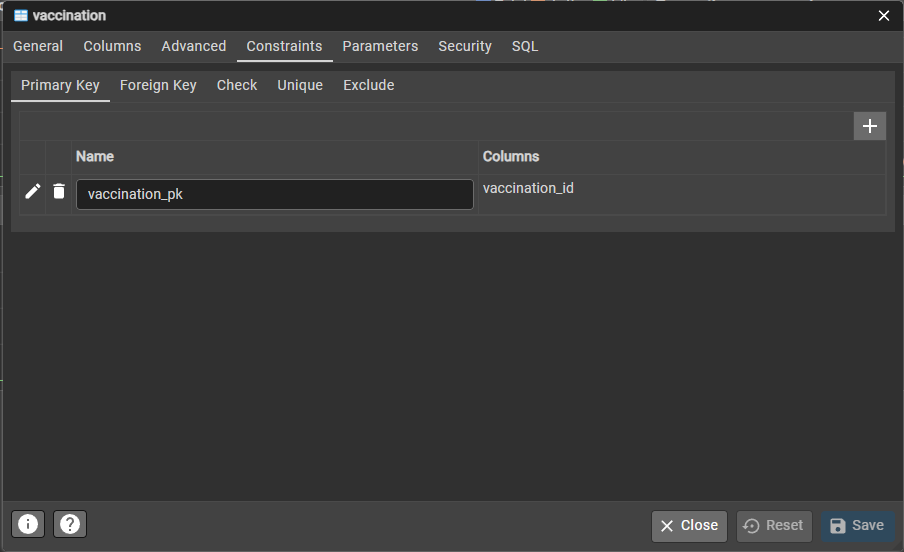 vaccination
General Columns Advanced Constraints Parameters Security SQL
Primary Key Foreign Key Check Unique Exclude
Name Columns
vaccination_pk vaccination_id
Close Reset Save